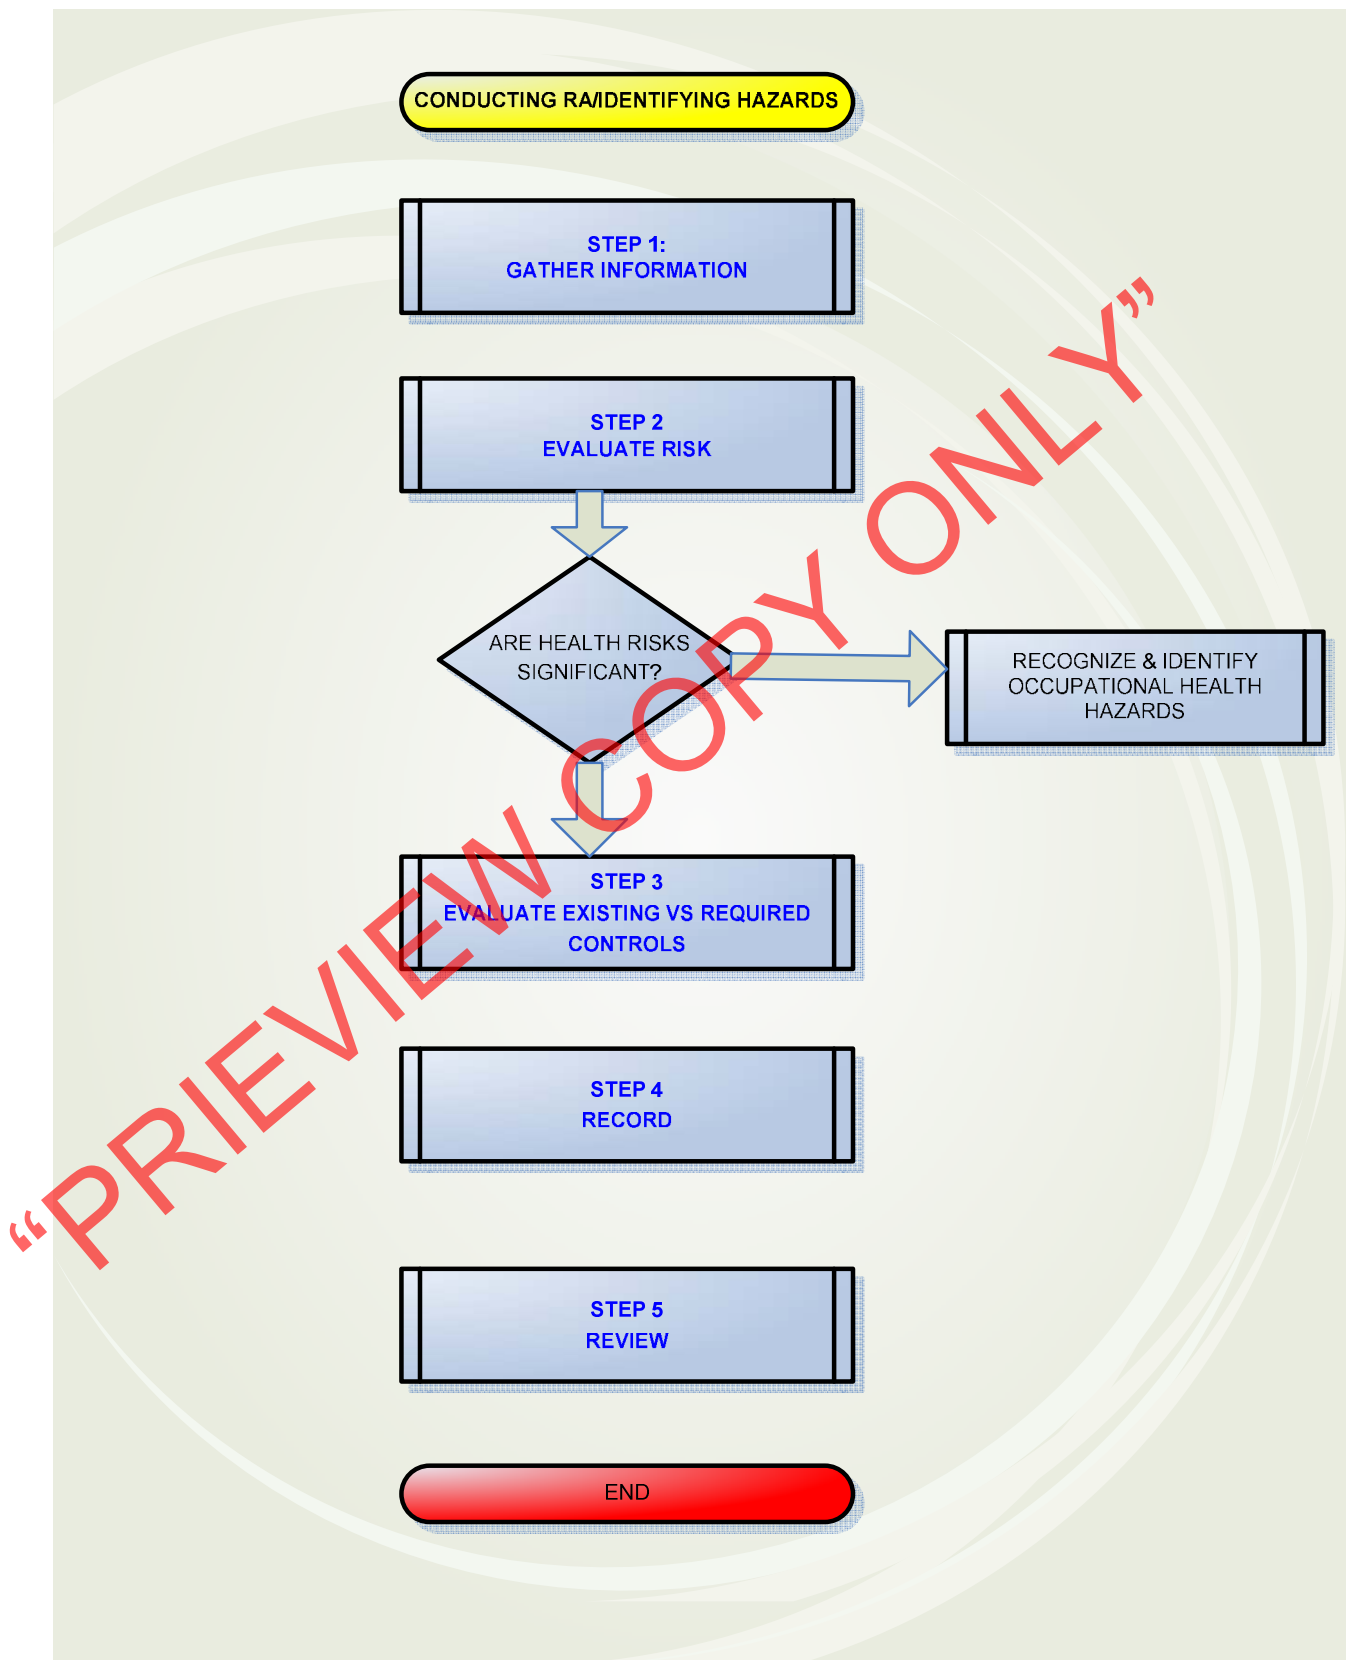 CONDUCTING RA/IDENTIFYING HAZARDS
STEP 1:
GATHER INFORMATION
STEP 2
EVALUATE RISK
ARE HEALTH RISKS
SIGNIFICANT?
RECOGNIZE & IDENTIFY
OCCUPATIONAL HEALTH
HAZARDS
STEP 3
EVALUATE EXISTING VS REQUIRED
CONTROLS
STEP 4
RECORD
STEP 5
REVIEW
END
“PRIEVIEW COPY ONLY”